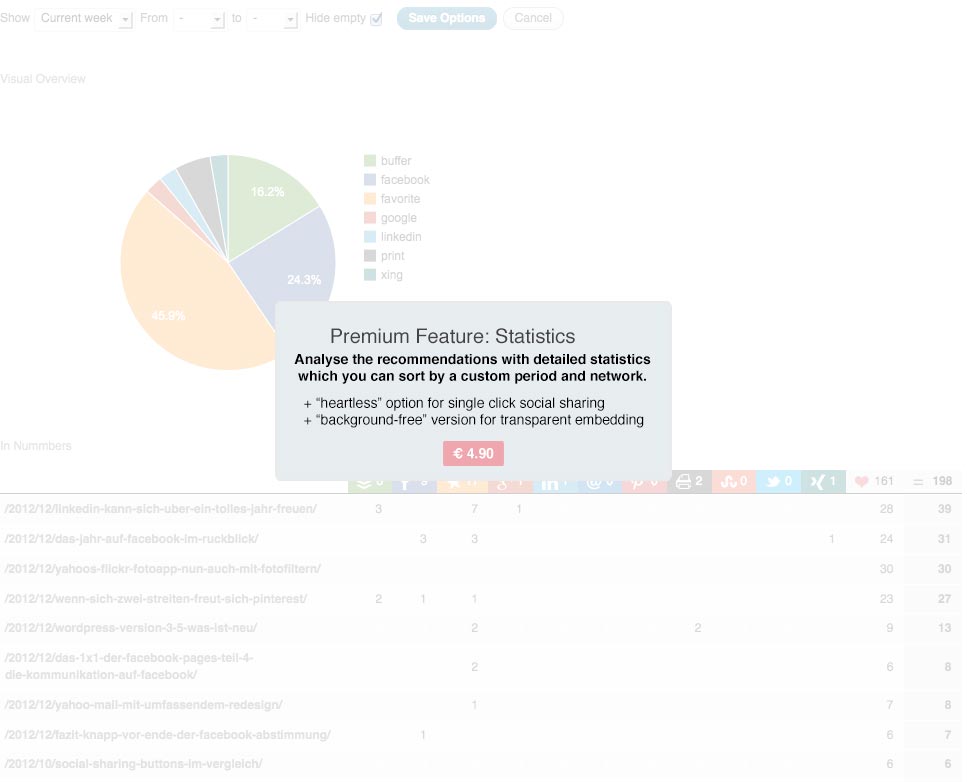 Show Current week From - to - Hide empty Save Options Cancel
Visual Overview
16.2%
24.3%
45.9%
buffer
facebook
favorite
google
linkedin
print
xing
Premium Feature: Statistics
Analyse the recommendations with detailed statistics
which you can sort by a custom period and network.
+ “heartless” option for single click social sharing
+ “background-free” version for transparent embedding
€ 4.90
In Nummbers
2 0 0 1 161 = 198
/2012/12/linkedin-kann-sich-uber-ein-tolles-jahr-freuen/ 3 7 1 28 39
/2012/12/das-jahr-auf-facebook-im-ruckblick/ 3 3 1 24 31
/2012/12/yahoos-flickr-fotoapp-nun-auch-mit-fotofiltern/ 30 30
/2012/12/wenn-sich-zwei-streiten-freut-sich-pinterest/ 2 1 1 23 27
/2012/12/wordpress-version-3-5-was-ist-neu/ 2 2 9 13
/2012/12/das-1x1-der-facebook-pages-teil-4-
die-kommunikation-auf-facebook/ 2 6 8
/2012/12/yahoo-mail-mit-umfassendem-redesign/ 1 7 8
/2012/12/fazit-knapp-vor-ende-der-facebook-abstimmung/ 1 6 7
/2012/10/social-sharing-buttons-im-vergleich/ 6 6